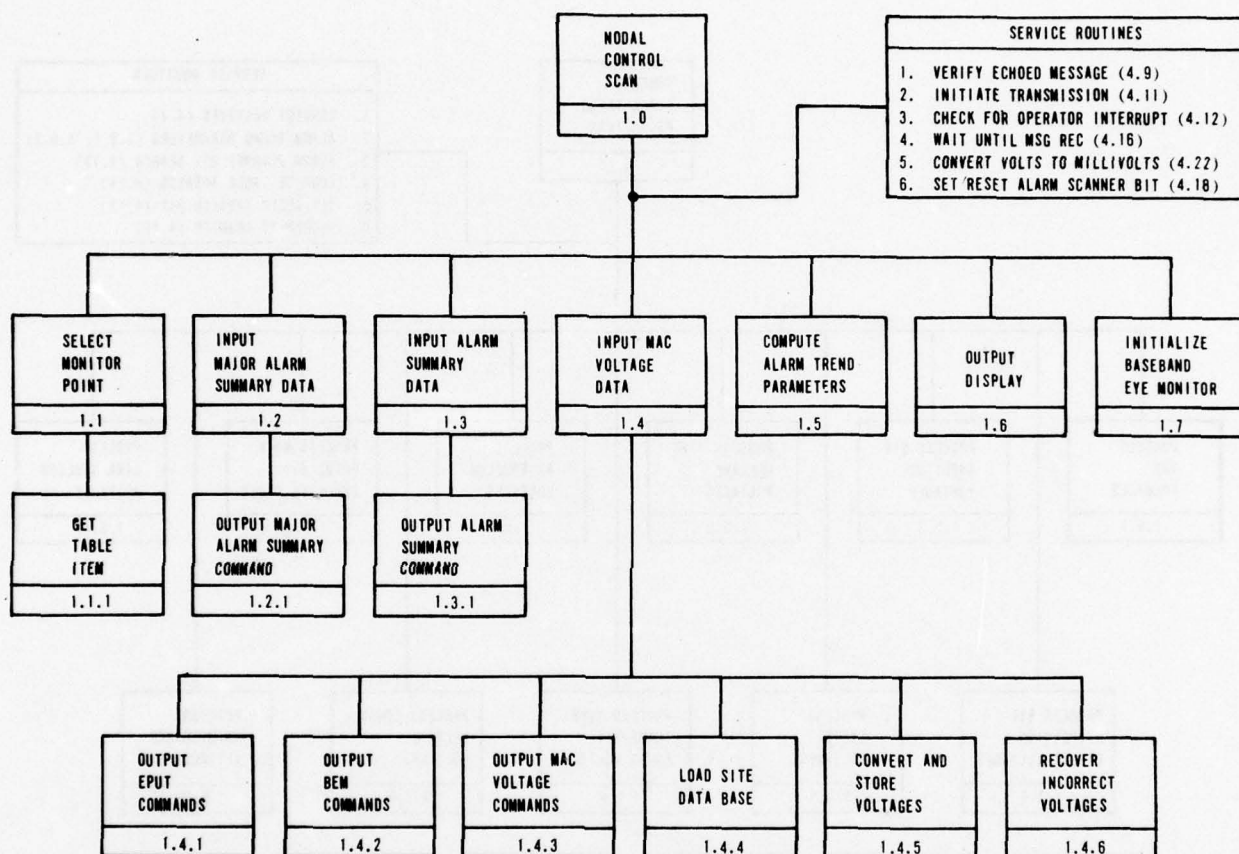 NODAL
CONTROL
SCAN
1.0
SERVICE ROUTINES
1. VERIFY ECHOED MESSAGE (4.9)
2. INITIATE TRANSMISSION (4.11)
3. CHECK FOR OPERATOR INTERRUPT (4.12)
4. WAIT UNTIL MSG REC (4.16)
5. CONVERT VOLTS TO MILLIVOLTS (4.22)
6. SET/RESET ALARM SCANNER BIT (4.18)
SELECT
MONITOR
POINT
1.1
INPUT
MAJOR ALARM
SUMMARY DATA
1.2
INPUT ALARM
SUMMARY
DATA
1.3
INPUT MAC
VOLTAGE
DATA
1.4
COMPUTE
ALARM TREND
PARAMETERS
1.5
OUTPUT
DISPLAY
1.6
INITIALIZE
BASEBAND
EYE MONITOR
1.7
GET
TABLE
ITEM
1.1.1
OUTPUT MAJOR
ALARM SUMMARY
COMMAND
1.2.1
OUTPUT ALARM
SUMMARY
COMMAND
1.3.1
OUTPUT
EPUT
COMMANDS
1.4.1
OUTPUT
BEM
COMMANDS
1.4.2
OUTPUT MAC
VOLTAGE
COMMANDS
1.4.3
LOAD SITE
DATA BASE
1.4.4
CONVERT AND
STORE
VOLTAGES
1.4.5
RECOVER
INCORRECT
VOLTAGES
1.4.6